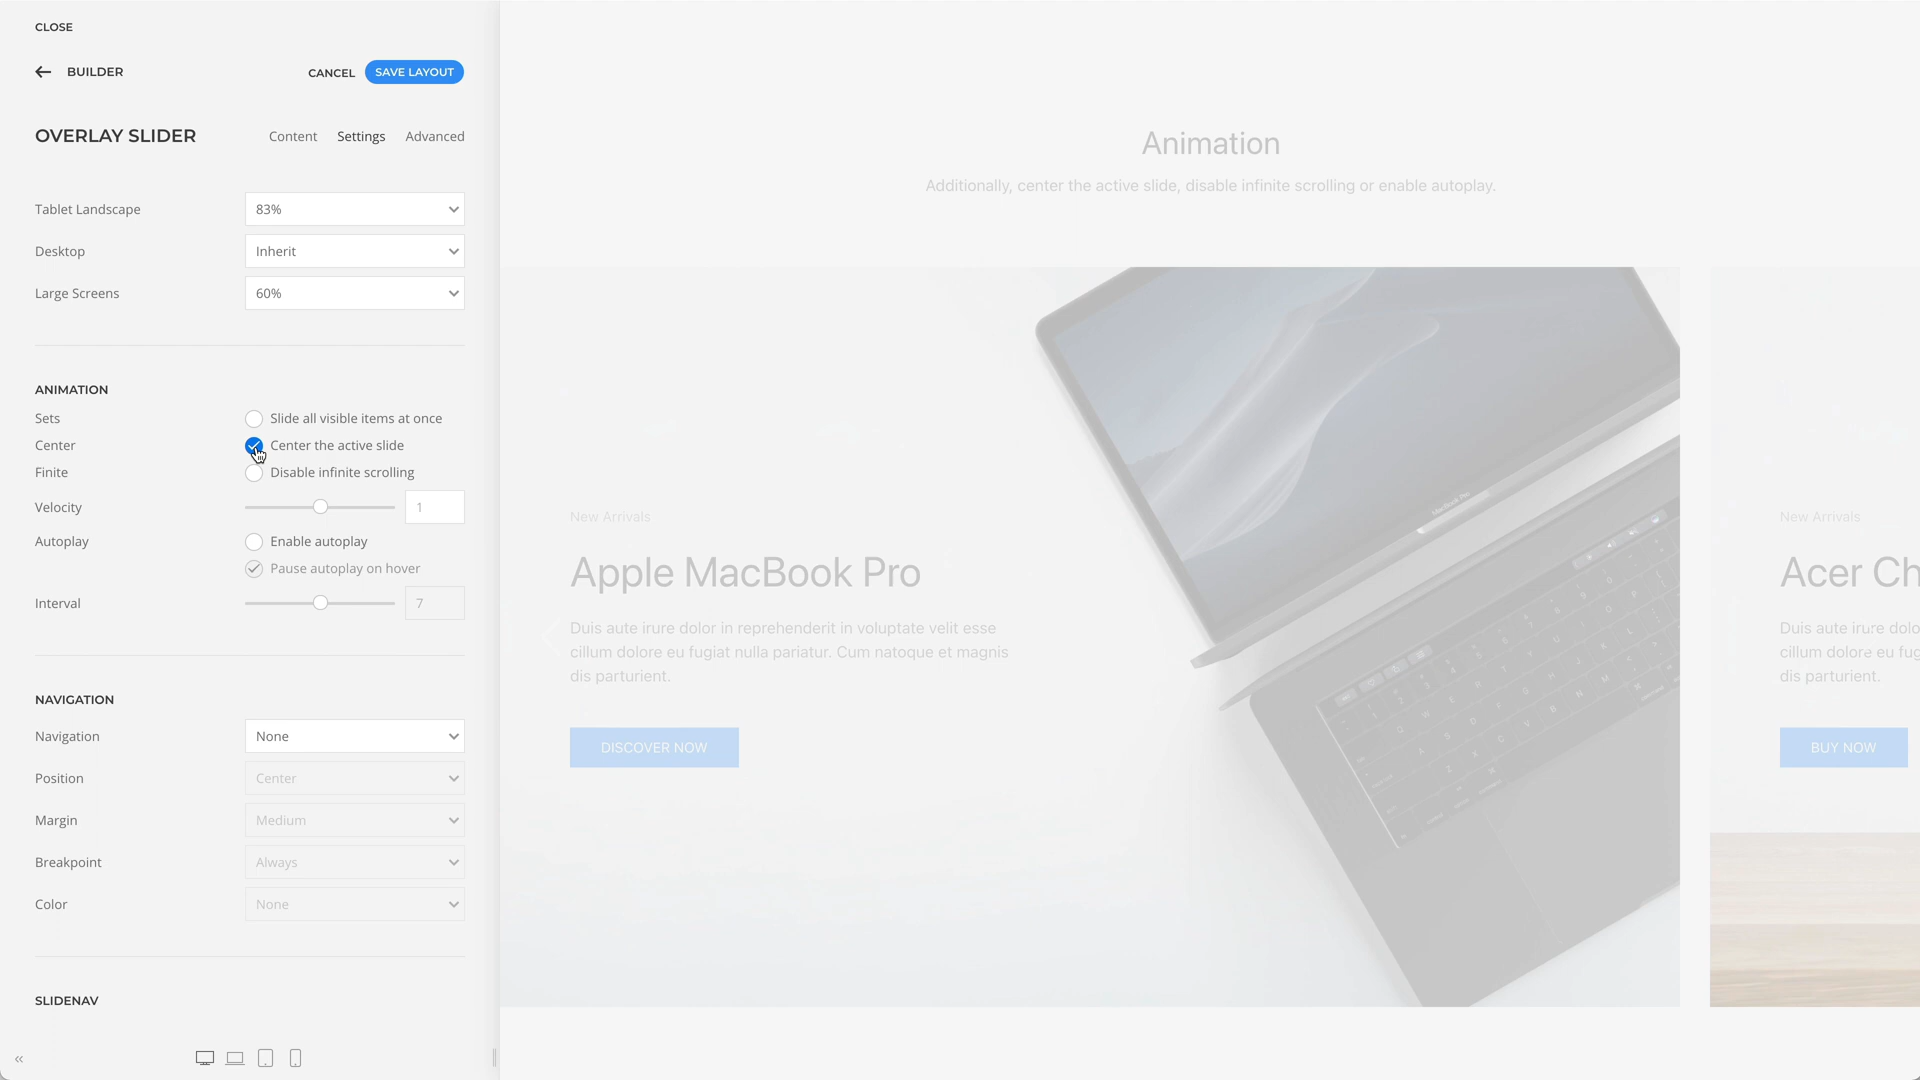 CLOSE
BUILDER
CANCEL
SAVE LAYOUT
OVERLAY SLIDER
Content
Settings
Advanced
Tablet Landscape
83%
Desktop
Inherit
Large Screens
60%
ANIMATION
Sets
Slide all visible items at once
Center
Center the active slide
Finite
Disable infinite scrolling
Velocity
1
Autoplay
Enable autoplay
Pause autoplay on hover
Interval
7
NAVIGATION
Navigation
None
Position
Center
Margin
Medium
Breakpoint
Always
Color
None
SLIDENAV
Animation
Additionally, center the active slide, disable infinite scrolling or enable autoplay.
New Arrivals
Apple MacBook Pro
Duis aute irure dolor in reprehenderit in voluptate velit esse
cillum dolore eu fugiat nulla pariatur. Cum natoque et magnis
dis parturient.
DISCOVER NOW
MacBook Pro
New Arrivals
Acer Ch
Duis aute irure dolo
cillum dolore eu fug
dis parturient.
BUY NOW